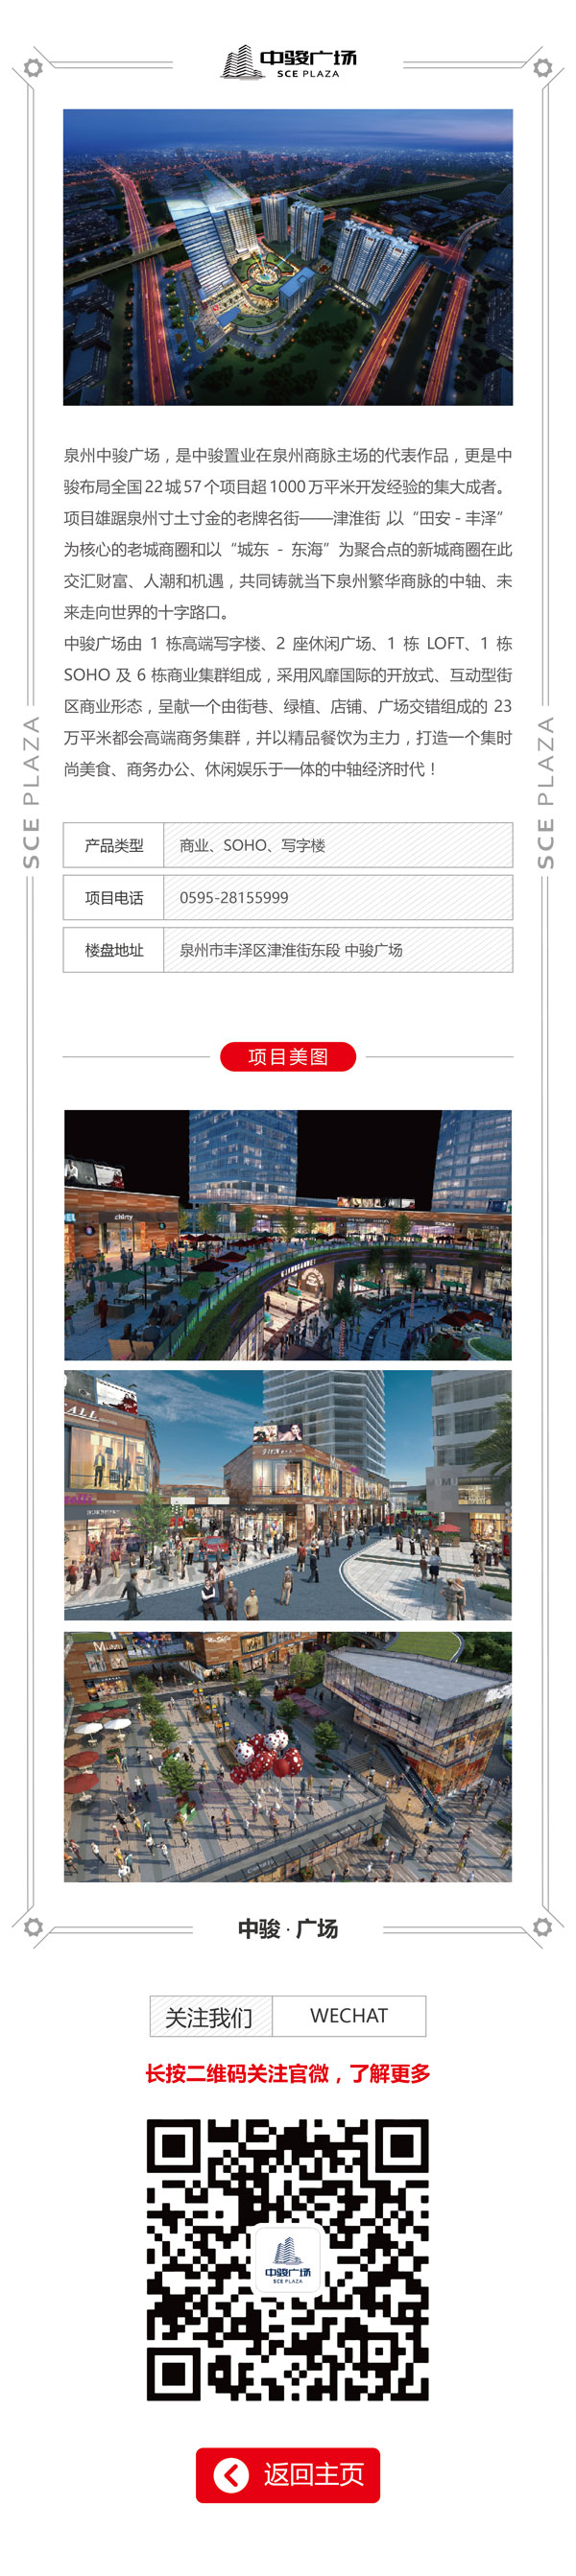 中骏广场
SCE PLAZA
泉州中骏广场，是中骏置业在泉州商脉主场的代表作品，更是中
骏布局全国22城57个项目超1000万平米开发经验的集大成者。
项目雄踞泉州寸土寸金的老牌名街——津淮街,以“田安 - 丰泽”
为核心的老城商圈和以“城东 - 东海”为聚合点的新城商圈在此
交汇财富、人潮和机遇，共同铸就当下泉州繁华商脉的中轴、未
来走向世界的十字路口。
中骏广场由 1 栋高端写字楼、2 座休闲广场、1 栋 LOFT、1 栋
SOHO 及 6 栋商业集群组成，采用风靡国际的开放式、互动型街
区商业形态，呈献一个由街巷、绿植、店铺、广场交错组成的 23
万平米都会高端商务集群，并以精品餐饮为主力，打造一个集时
尚美食、商务办公、休闲娱乐于一体的中轴经济时代！
SCE PLAZA
SCE PLAZA
产品类型 商业、SOHO、写字楼
项目电话 0595-28155999
楼盘地址 泉州市丰泽区津淮街东段 中骏广场
项目美图
中骏·广场
关注我们 WECHAT
长按二维码关注官微，了解更多
中骏广场
SCE PLAZA
返回主页